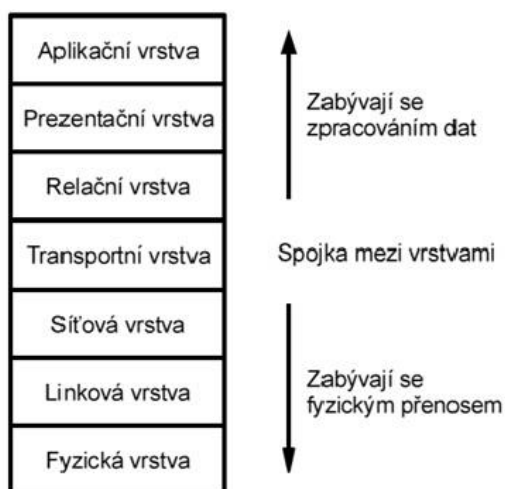 Aplikační vrstva
Prezentační vrstva
Relační vrstva
Transportní vrstva
Síťová vrstva
Linková vrstva
Fyzická vrstva
Zabývají se
zpracováním dat
Spojka mezi vrstvami
Zabývají se
fyzickým přenosem